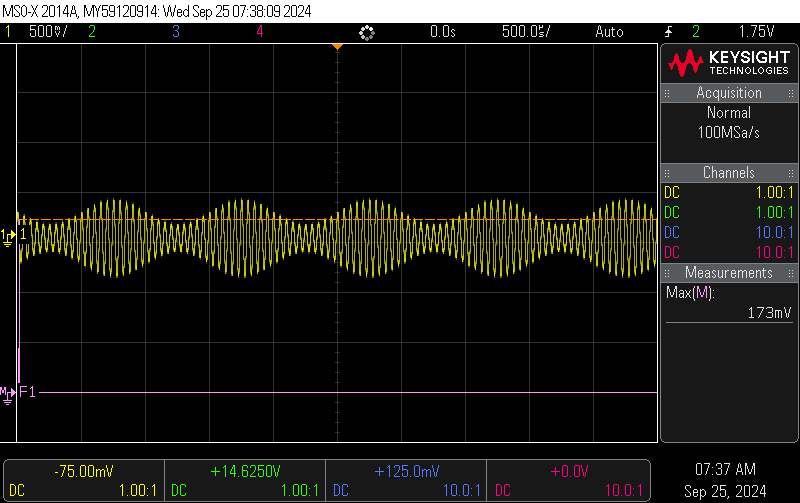 MSO-X 2014A, MY59120914: Wed Sep 25 07:38:09 2024
1 500mV/ 2 3 4 0.0s 500.0s/ Auto 2 1.75V
KEYSIGHT
TECHNOLOGIES
Acquisition
Normal
100MSa/s
Channels
DC 1.00:1
DC 1.00:1
DC 10.0:1
DC 10.0:1
Measurements
Max(M):
173mV
1 1
M F1
-75.00mV +14.6250V +125.0mV +0.0V
DC 1.00:1 DC 1.00:1 DC 10.0:1 DC 10.0:1
07:37 AM
Sep 25, 2024